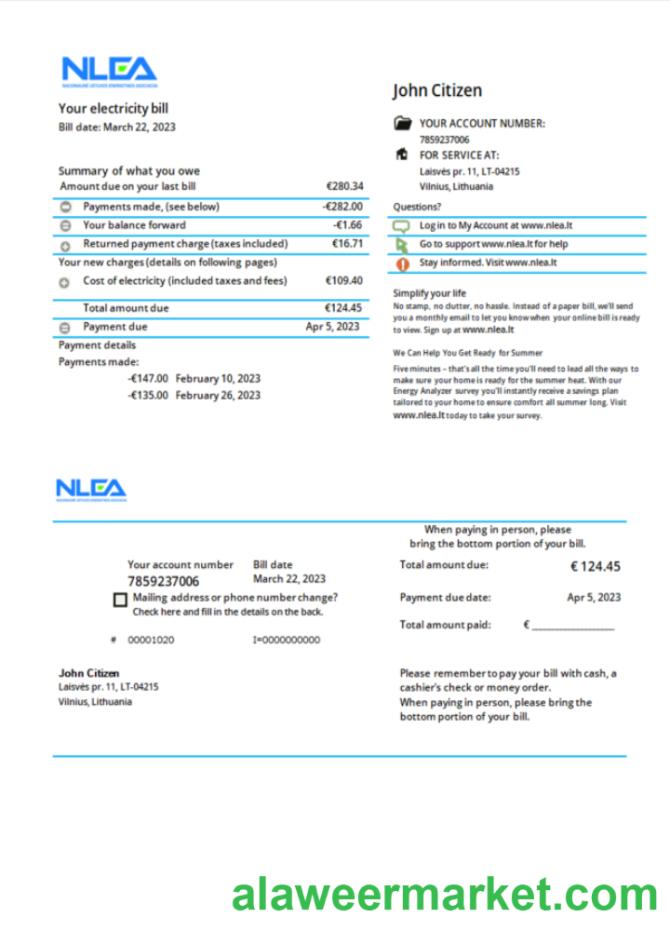 NLEA
Your electricity bill
Bill date: March 22, 2023
Summary of what you owe
Amount due on your last bill €280.34
Payments made, (see below) -€282.00
Your balance forward -€1.66
Returned payment charge (taxes included) €16.71
Your new charges (details on following pages)
Cost of electricity (included taxes and fees) €109.40
Total amount due €124.45
Payment due Apr 5, 2023
Payment details
Payments made:
-€147.00 February 10, 2023
-€135.00 February 26, 2023
John Citizen
YOUR ACCOUNT NUMBER:
7859237006
FOR SERVICE AT:
Laisvės pr. 11, LT-04215
Vilnius, Lithuania
Questions?
Log in to My Account at www.nlea.lt
Go to support www.nlea.lt for help
Stay informed. Visit www.nlea.lt
Simplify your life
No stamp, no clutter, no hassle. Instead of a paper bill, we'll send
you a monthly email to let you know when your online bill is ready
to view. Sign up at www.nlea.lt
We Can Help You Get Ready for Summer
Five minutes – that's all the time you'll need to lead all the ways to
make sure your home is ready for the summer heat. With our
Energy Analyzer survey you'll instantly receive a savings plan
tailored to your home to ensure comfort all summer long. Visit
www.nlea.lt today to take your survey.
NLEA
When paying in person, please
bring the bottom portion of your bill.
Your account number Bill date
7859237006 March 22, 2023
Mailing address or phone number change?
Check here and fill in the details on the back.
# 00001020 I=0000000000
Total amount due: € 124.45
Payment due date: Apr 5, 2023
Total amount paid: € _______________
John Citizen
Laisvės pr. 11, LT-04215
Vilnius, Lithuania
Please remember to pay your bill with cash, a
cashier's check or money order.
When paying in person, please bring the
bottom portion of your bill.
alaweermarket.com